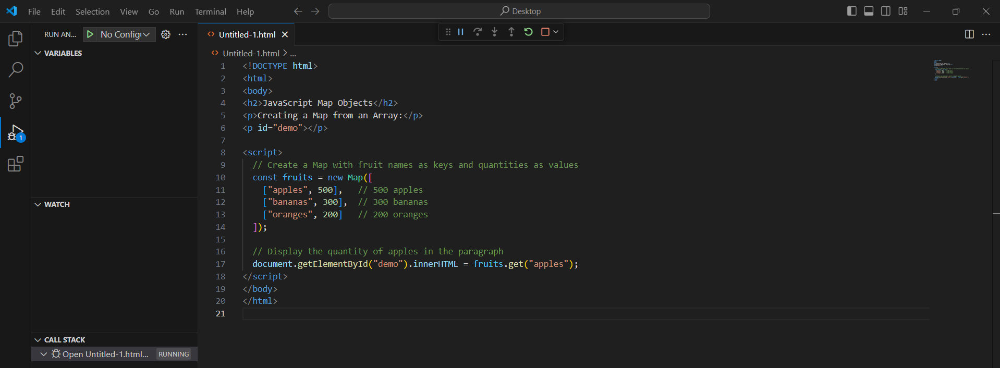 File Edit Selection View Go Run Terminal Help Desktop
RUN AN... No Config
Untitled-1.html
VARIABLES
WATCH
CALL STACK
Open Untitled-1.html... RUNNING
1
Untitled-1.html > ...
1 <!DOCTYPE html>
2 <html>
3 <body>
4 <h2>JavaScript Map Objects</h2>
5 <p>Creating a Map from an Array:</p>
6 <p id="demo"></p>
7
8 <script>
9 // Create a Map with fruit names as keys and quantities as values
10 const fruits = new Map([
11 ["apples", 500], // 500 apples
12 ["bananas", 300], // 300 bananas
13 ["oranges", 200] // 200 oranges
14 ]);
15
16 // Display the quantity of apples in the paragraph
17 document.getElementById("demo").innerHTML = fruits.get("apples");
18 </script>
19 </body>
20 </html>
21